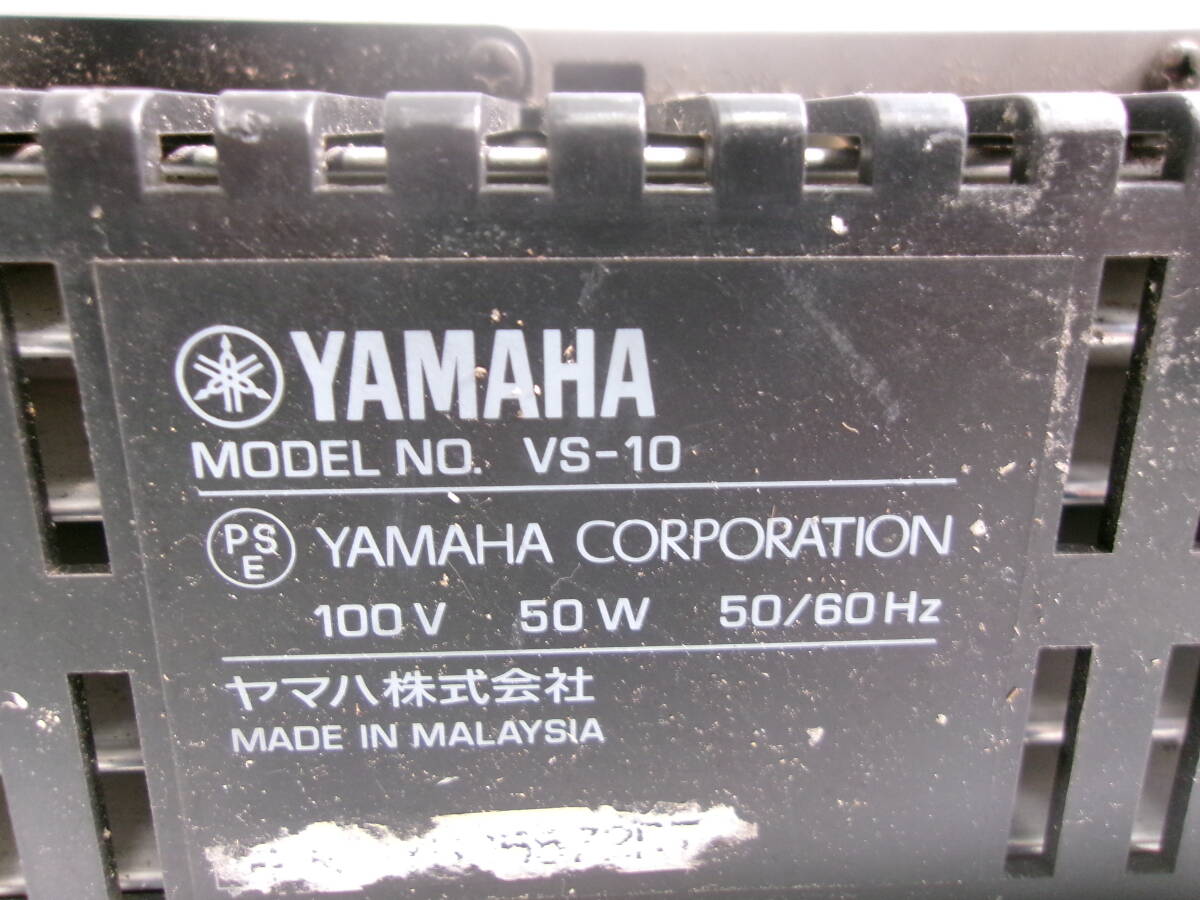 YAMAHA
MODEL NO. VS-10
PSE YAMAHA CORPORATION
100V 50W 50/60Hz
ヤマハ株式会社
MADE IN MALAYSIA